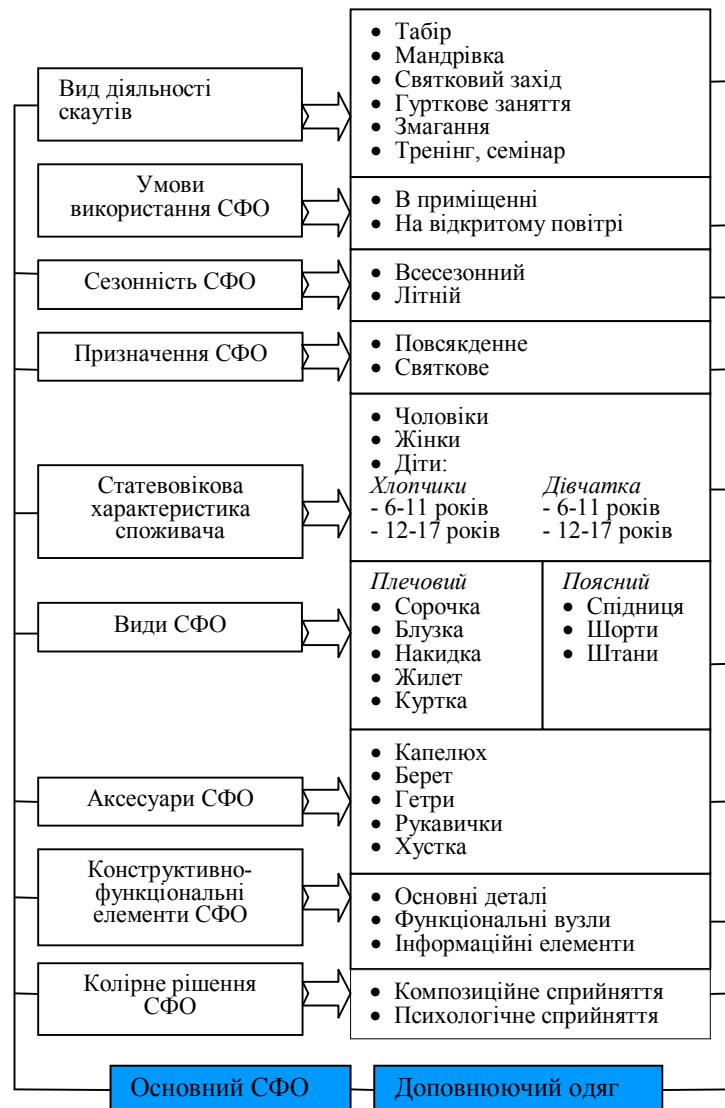 Вид діяльності
скаутів
• Табір
• Мандрівка
• Святковий захід
• Гурткове заняття
• Змагання
• Тренінг, семінар
Умови
використання СФО
• В приміщенні
• На відкритому повітрі
Сезонність СФО
• Всесезонний
• Літній
Призначення СФО
• Повсякденне
• Святкове
Статевовікова
характеристика
споживача
• Чоловіки
• Жінки
• Діти:
Хлопчики Дівчатка
- 6-11 років - 6-11 років
- 12-17 років - 12-17 років
Види СФО
Плечовий
• Сорочка
• Блузка
• Накидка
• Жилет
• Куртка
Поясний
• Спідниця
• Шорти
• Штани
Аксесуари СФО
• Капелюх
• Берет
• Гетри
• Рукавички
• Хустка
Конструктивно-
функціональні
елементи СФО
• Основні деталі
• Функціональні вузли
• Інформаційні елементи
Колірне рішення
СФО
• Композиційне сприйняття
• Психологічне сприйняття
Основний СФО
Доповнюючий одяг